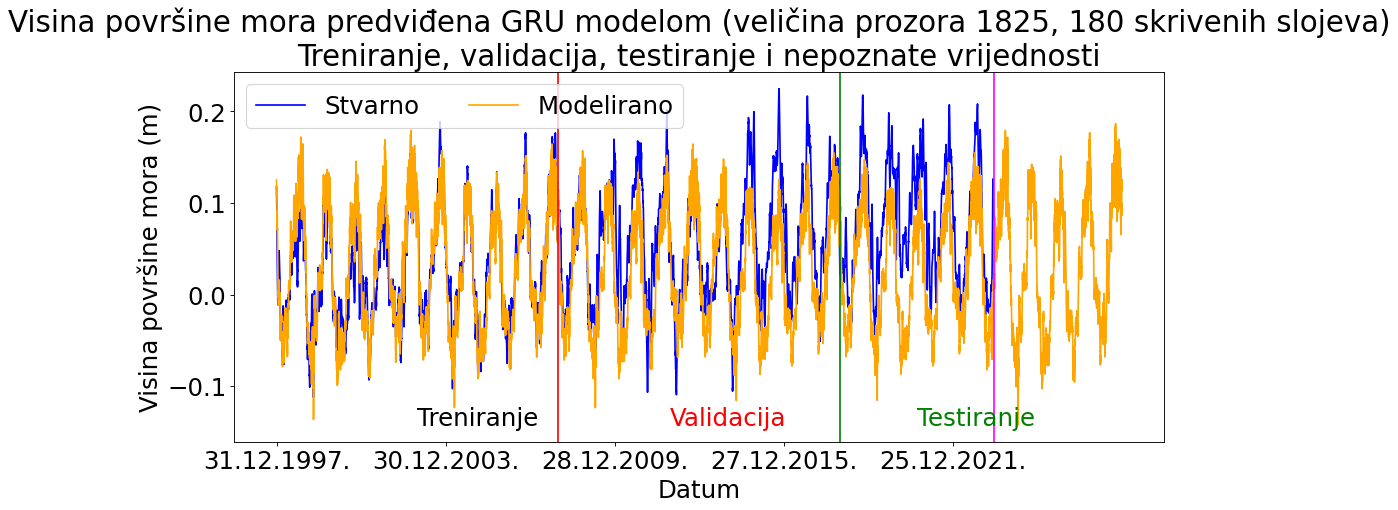 Visina površine mora predviđena GRU modelom (veličina prozora 1825, 180 skrivenih slojeva)
Treniranje, validacija, testiranje i nepoznate vrijednosti
Stvarno Modelirano
Visina površine mora (m)
0.2
0.1
0.0
−0.1
Treniranje Validacija Testiranje
31.12.1997. 30.12.2003. 28.12.2009. 27.12.2015. 25.12.2021.
Datum